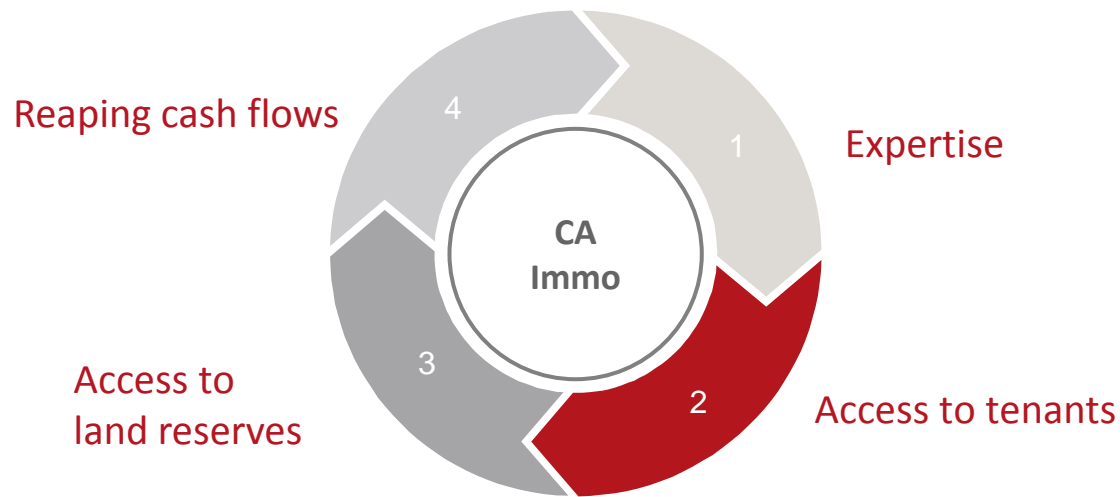 4
Reaping cash flows
1
Expertise
CA
Immo
3
Access to
land reserves
2
Access to tenants